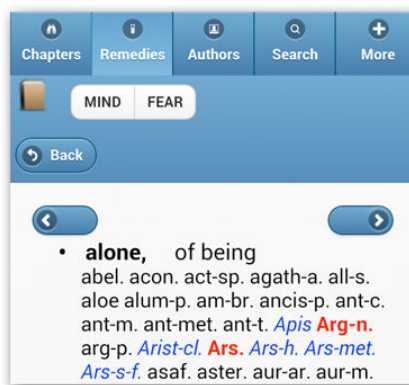 Chapters Remedies Authors Search More
MIND FEAR
Back
• alone, of being
abel. acon. act-sp. agath-a. all-s.
aloe alum-p. am-br. ancis-p. ant-c.
ant-m. ant-met. ant-t. Apis Arg-n.
arg-p. Arist-cl. Ars. Ars-h. Ars-met.
Ars-s-f. asaf. aster. aur-ar. aur-m.